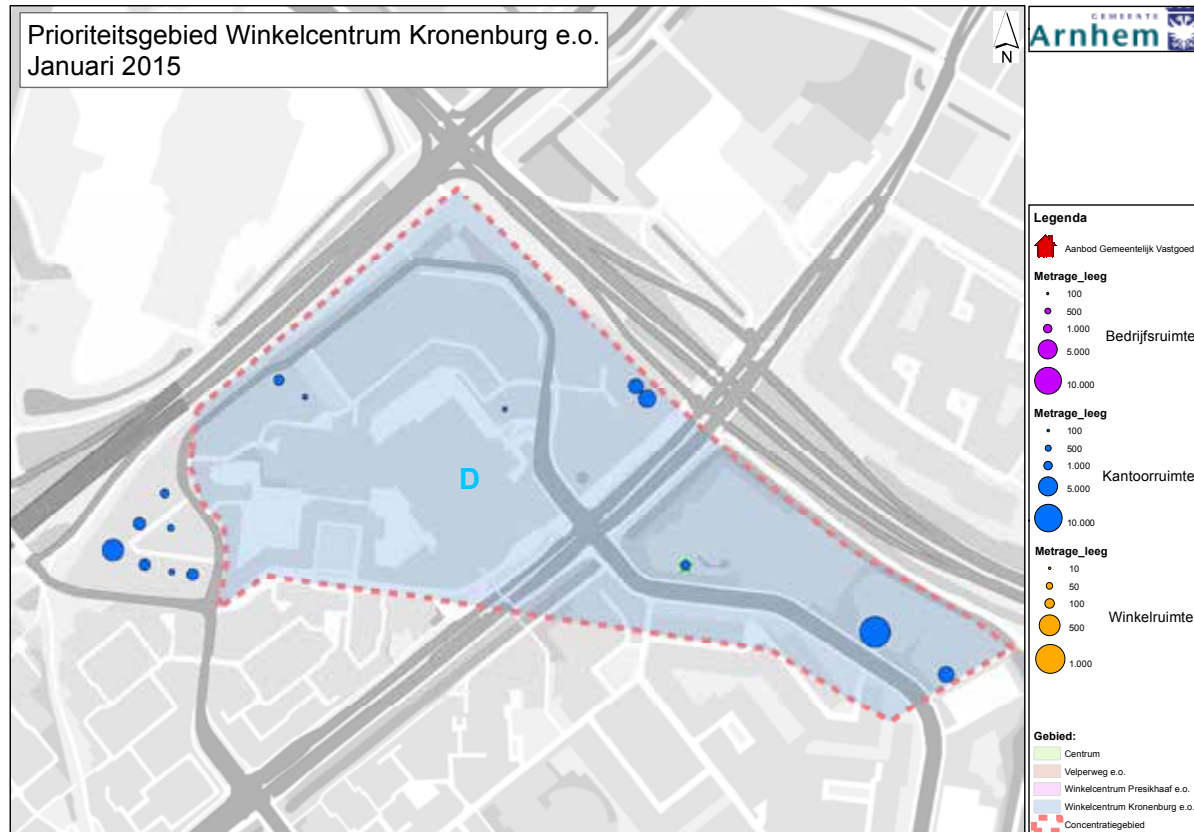 Prioriteitsgebied Winkelcentrum Kronenburg e.o.
Januari 2015
N
GEMEENTE
Arnhem
D
Legenda
Aanbod Gemeentelijk Vastgoed
Metrage_leeg
100
500
1.000
5.000
10.000
Bedrijfsruimte
Metrage_leeg
100
500
1.000
5.000
10.000
Kantoorruimte
Metrage_leeg
10
50
100
500
1.000
Winkelruimte
Gebied:
Centrum
Velperweg e.o.
Winkelcentrum Presikhaaf e.o.
Winkelcentrum Kronenburg e.o.
Concentratiegebied